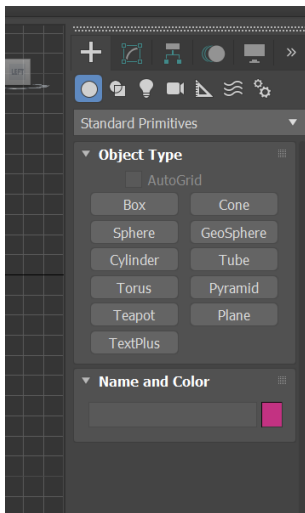 LEFT
Standard Primitives
Object Type
AutoGrid
Box Cone
Sphere GeoSphere
Cylinder Tube
Torus Pyramid
Teapot Plane
TextPlus
Name and Color